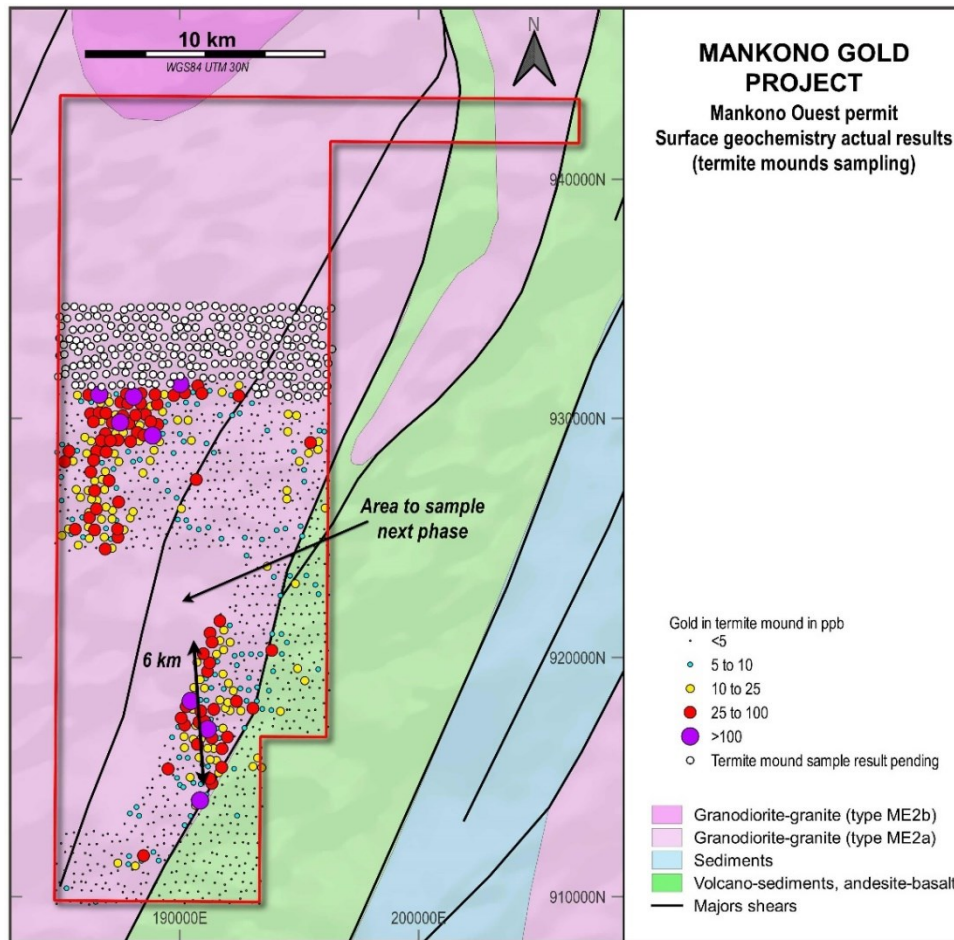 10 km
WGS84 UTM 30N
N
MANKONO GOLD
PROJECT
Mankono Ouest permit
Surface geochemistry actual results
(termite mounds sampling)
940000N
930000N
Area to sample
next phase
6 km
920000N
910000N
190000E
200000E
Gold in termite mound in ppb
<5
5 to 10
10 to 25
25 to 100
>100
Termite mound sample result pending
Granodiorite-granite (type ME2b)
Granodiorite-granite (type ME2a)
Sediments
Volcano-sediments, andesite-basalt
Majors shears